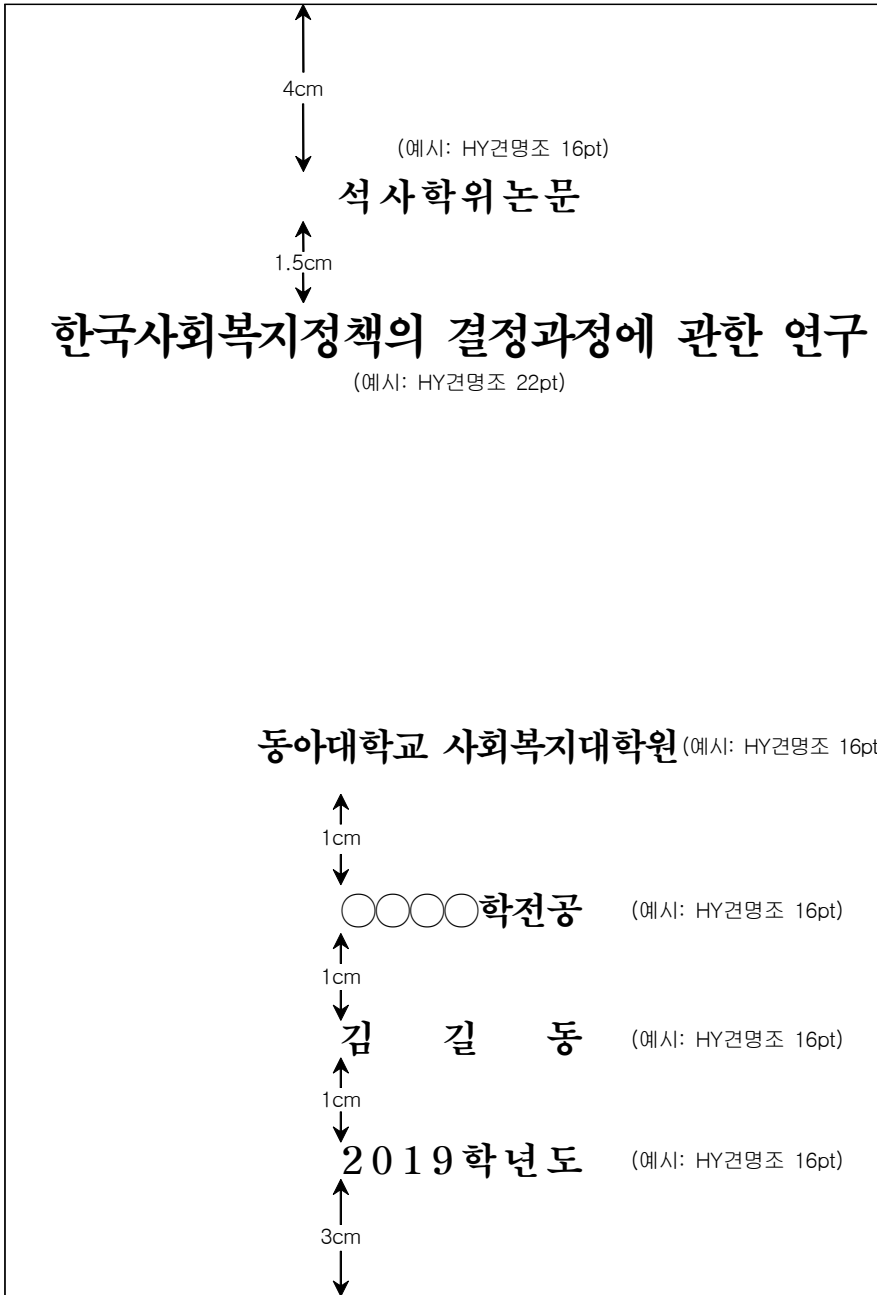 4cm
(예시: HY견명조 16pt)
석사학위논문
1.5cm
한국사회복지정책의 결정과정에 관한 연구
(예시: HY견명조 22pt)
동아대학교 사회복지대학원(예시: HY견명조 16pt
1cm
○○○○학전공 (예시: HY견명조 16pt)
1cm
김 길 동 (예시: HY견명조 16pt)
1cm
2019학년도 (예시: HY견명조 16pt)
3cm